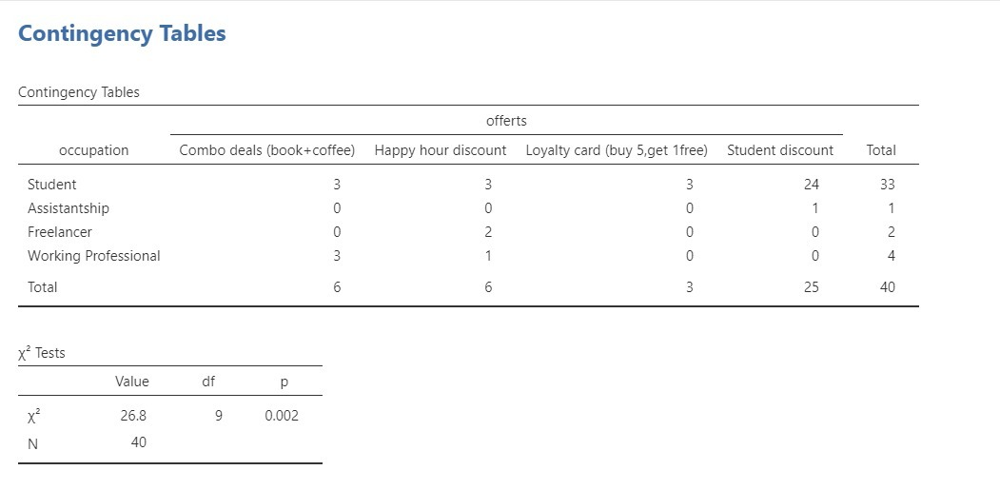 Contingency Tables
Contingency Tables
offerts
occupation Combo deals (book+coffee) Happy hour discount Loyalty card (buy 5,get 1free) Student discount Total
Student 3 3 3 24 33
Assistantship 0 0 0 1 1
Freelancer 0 2 0 0 2
Working Professional 3 1 0 0 4
Total 6 6 3 25 40
χ² Tests
Value df p
χ² 26.8 9 0.002
N 40